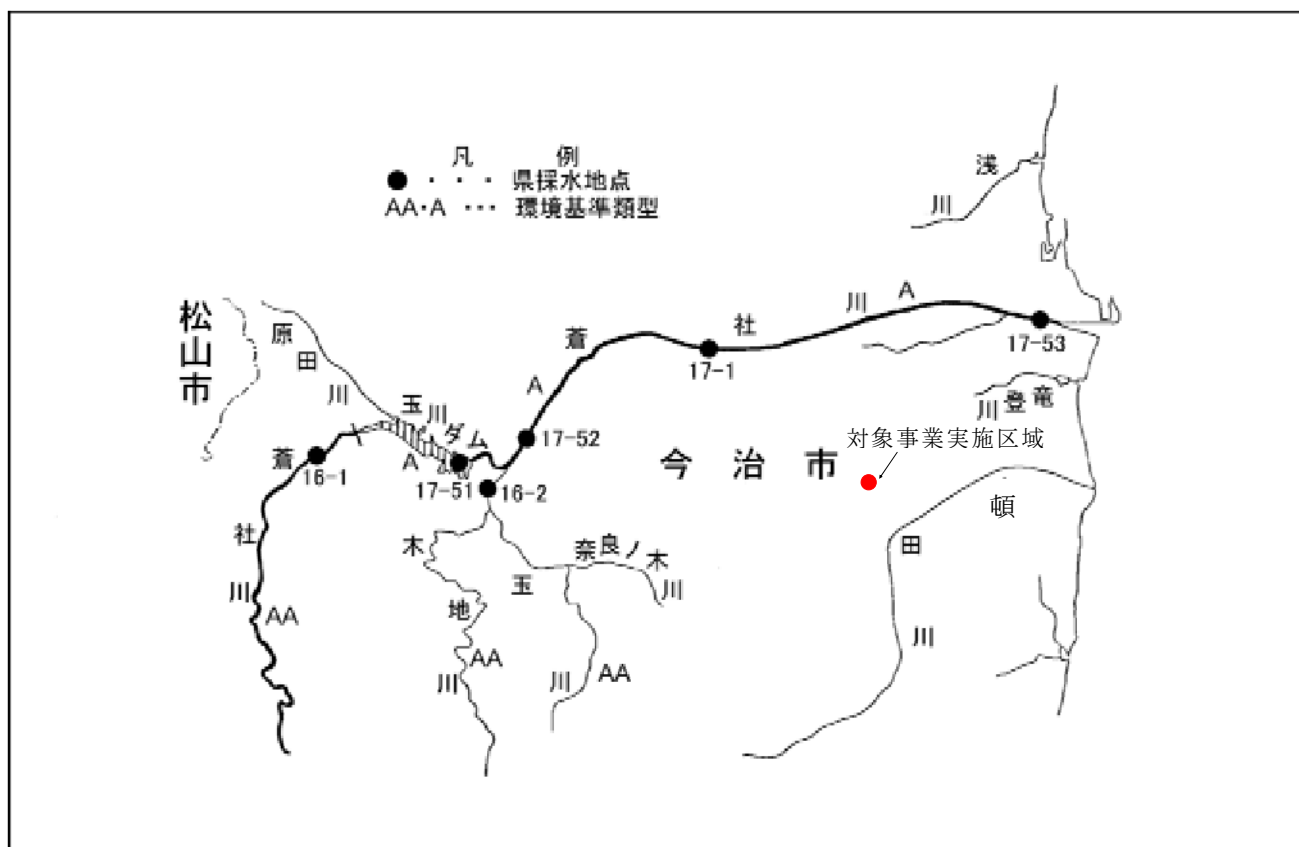 凡 例
● ・ ・ ・ 県採水地点
AA・A ・・・ 環境基準類型
浅川
松山市
原田川
玉川ダム
A
蒼社川
A
A
17-53
17-1
17-52
川登竜
対象事業実施区域
今治市
16-1
17-51
16-2
頓田川
蒼社川
AA
木地川
AA
奈良ノ木川
玉川
AA